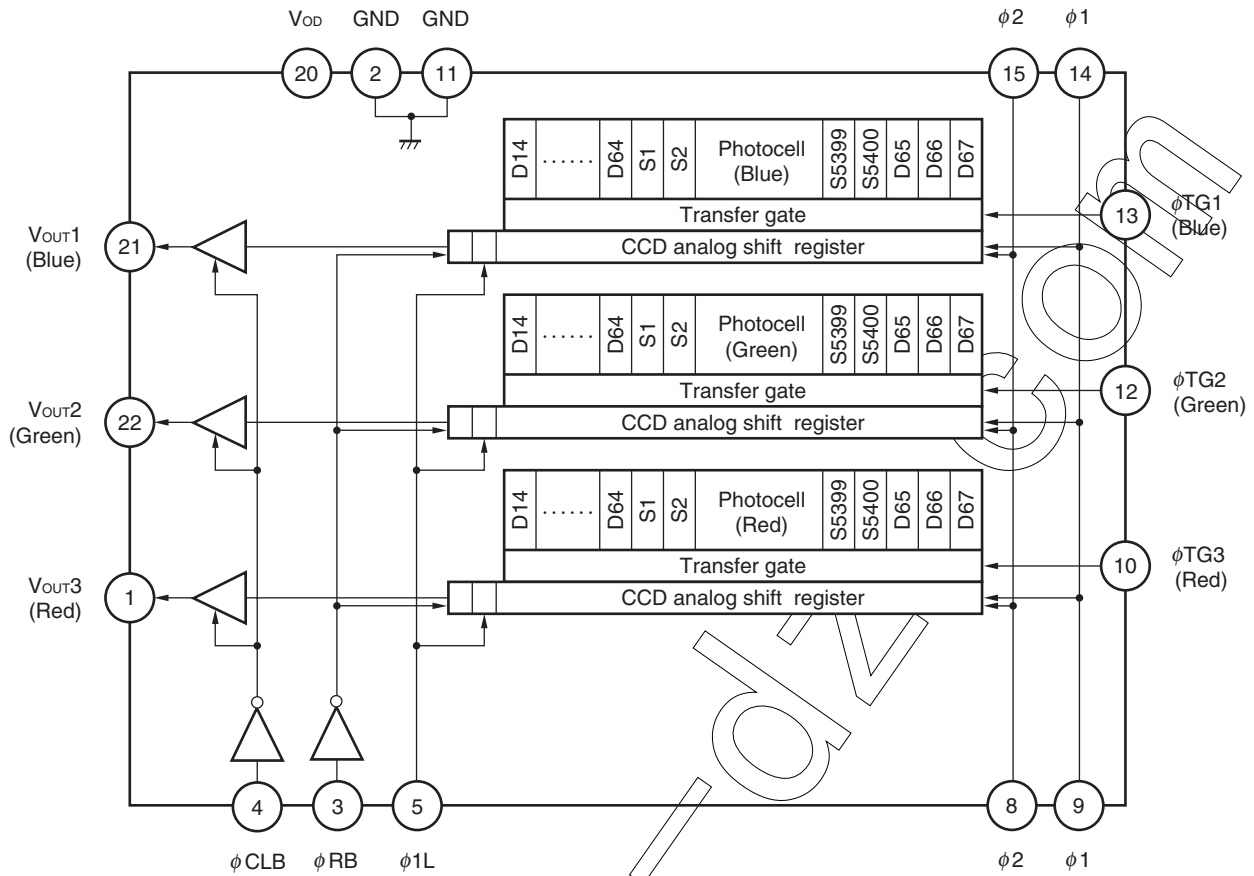 VOD GND GND φ2 φ1
20 2 11 15 14
D14 ...... D64 S1 S2 Photocell (Blue) S5399 S5400 D65 D66 D67
Transfer gate
13 φTG1 (Blue)
VOUT1 (Blue) 21
CCD analog shift register
D14 ...... D64 S1 S2 Photocell (Green) S5399 S5400 D65 D66 D67
Transfer gate
12 φTG2 (Green)
VOUT2 (Green) 22
CCD analog shift register
D14 ...... D64 S1 S2 Photocell (Red) S5399 S5400 D65 D66 D67
Transfer gate
10 φTG3 (Red)
VOUT3 (Red) 1
CCD analog shift register
4 3 5 8 9
φCLB φRB φ1L φ2 φ1